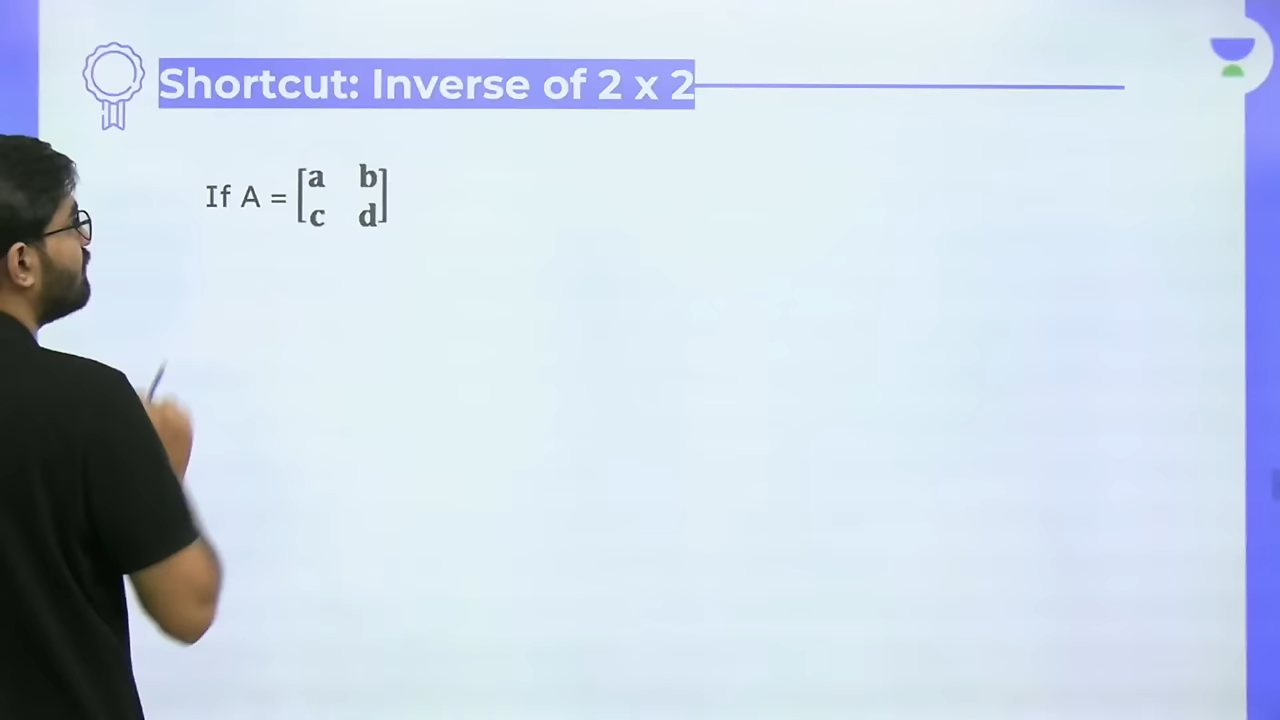 Shortcut: Inverse of 2 x 2
If A = [a b
c d]